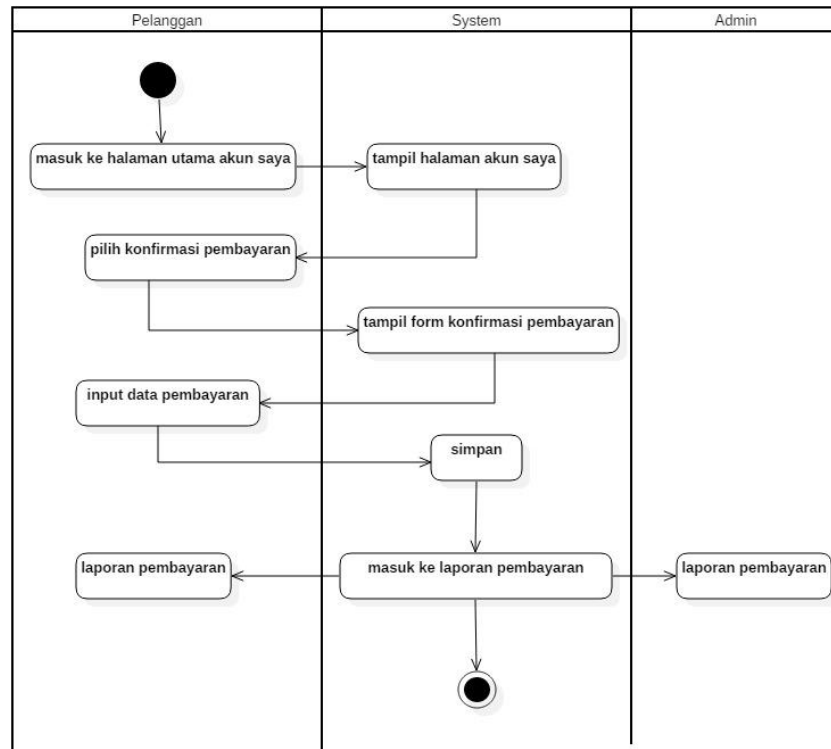 Pelanggan
System
Admin
masuk ke halaman utama akun saya
tampil halaman akun saya
pilih konfirmasi pembayaran
tampil form konfirmasi pembayaran
input data pembayaran
simpan
laporan pembayaran
masuk ke laporan pembayaran
laporan pembayaran